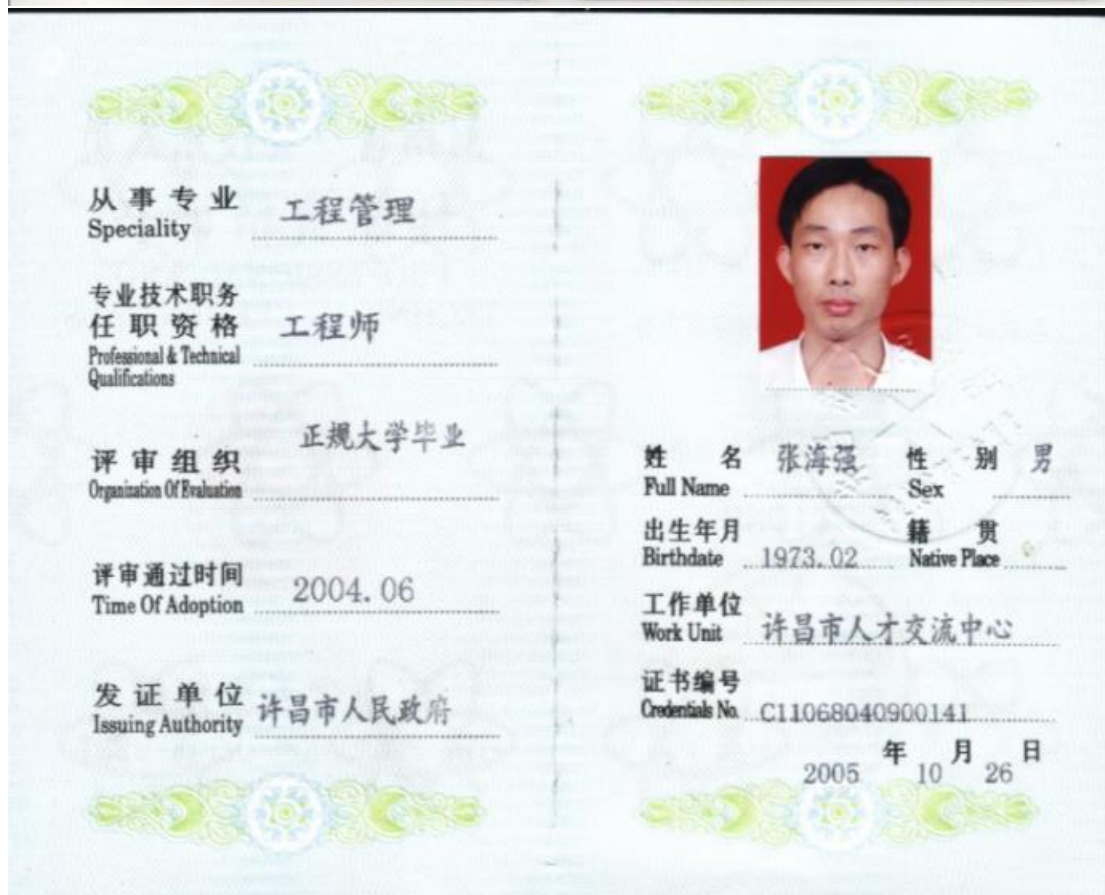 从事专业 工程管理
Speciality
专业技术职务
任职资格 工程师
Professional & Technical
Qualifications
正规大学毕业
评审组织
Organization Of Evaluation
评审通过时间 2004.06
Time Of Adoption
发证单位 许昌市人民政府
Issuing Authority
姓名 张海强 性别 男
Full Name Sex
出生年月 1973.02 籍贯
Birthdate Native Place
工作单位 许昌市人才交流中心
Work Unit
证书编号
Credentials No. C11068040900141
年 月 日
2005 10 26